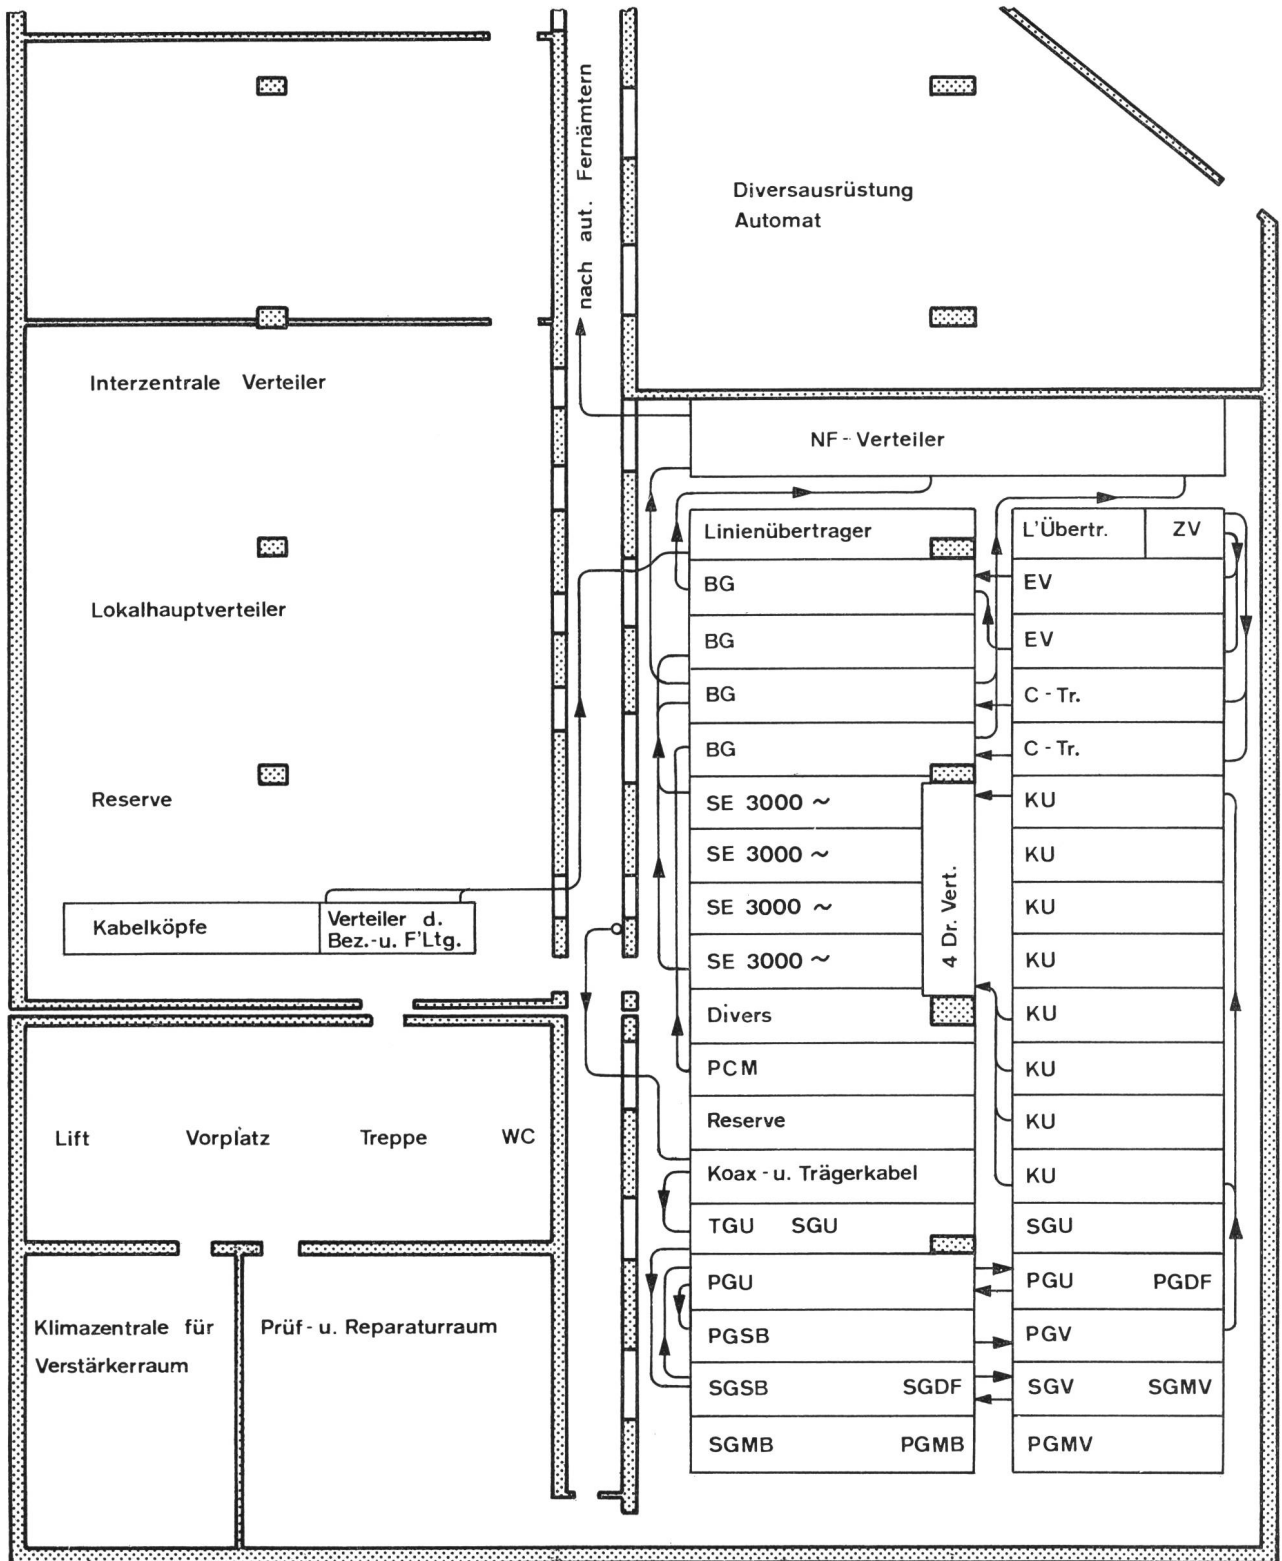 nach aut. Fernämtern
Diversausrüstung
Automat
Interzentrale Verteiler
Lokalhauptverteiler
Reserve
Kabelköpfe
Verteiler d.
Bez.-u. F'Ltg.
Lift Vorplatz Treppe WC
Klimazentrale für
Verstärkerraum
Prüf-u. Reparaturraum
NF-Verteiler
Linienübertrager
BG
BG
BG
BG
SE 3000 ~
SE 3000 ~
SE 3000 ~
SE 3000 ~
4 Dr. Vert.
Divers
PCM
Reserve
Koax-u. Trägerkabel
TGU SGU
PGU
PGSB
SGSB SGDF
SGMB PGMB
L'Übertr. ZV
EV
EV
C-Tr.
C-Tr.
KU
KU
KU
KU
KU
KU
KU
KU
SGU
PGU PGDF
PGV
SGV SGMV
PGMV